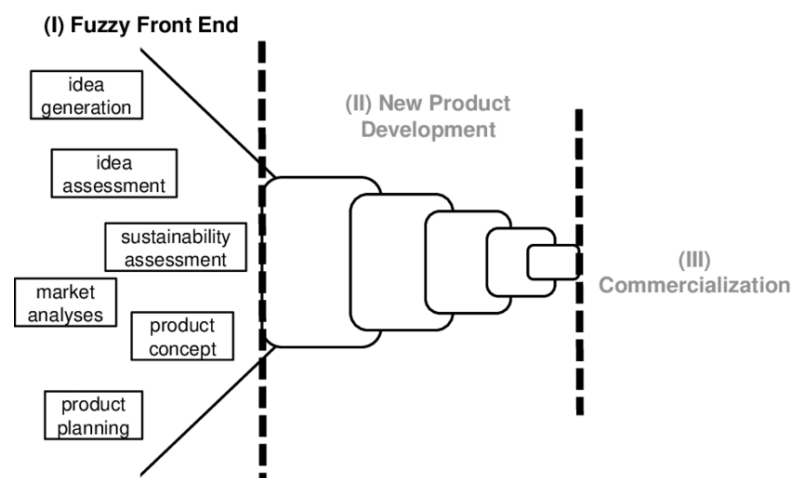 (I) Fuzzy Front End
idea
generation
idea
assessment
sustainability
assessment
market
analyses
product
concept
product
planning
(II) New Product
Development
(III)
Commercialization